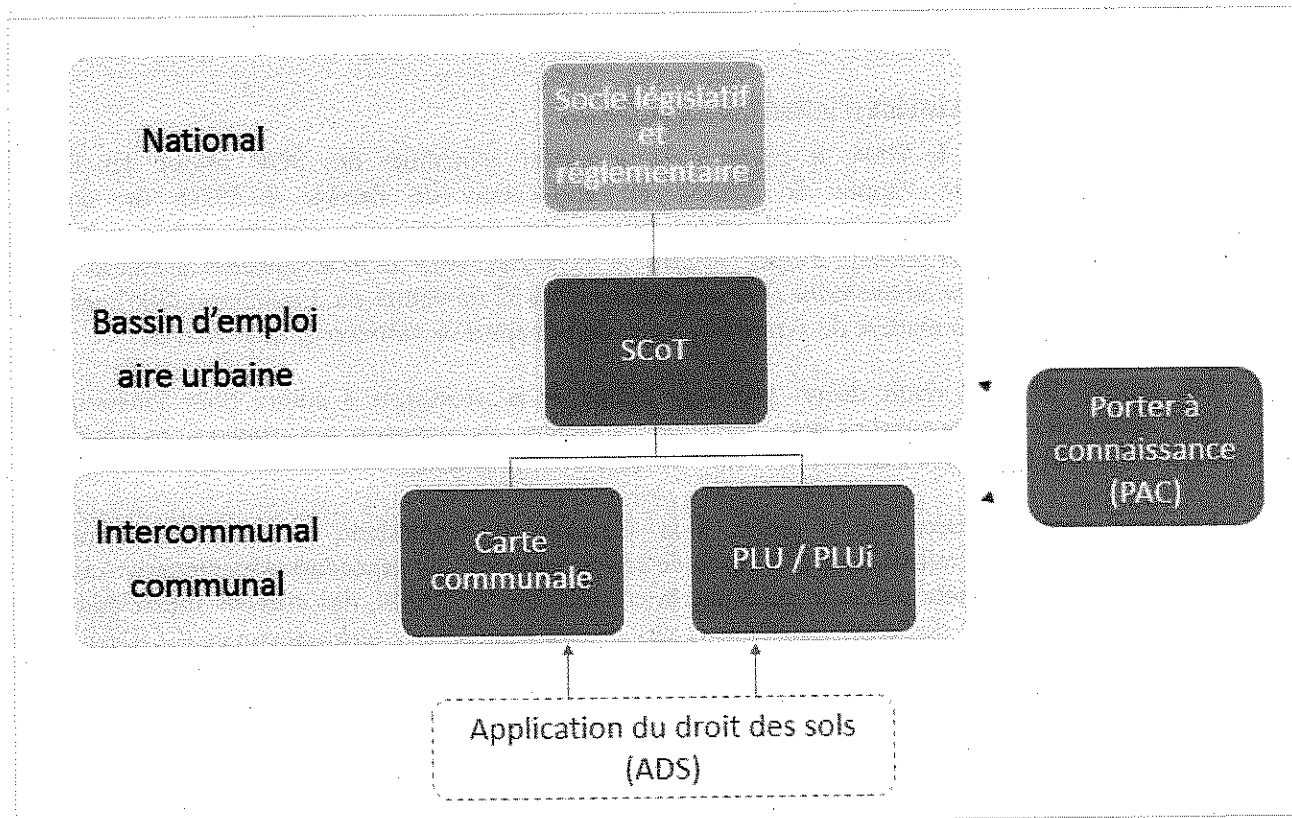 National
Socle législatif
et
réglementaire
Bassin d'emploi
aire urbaine
SCoT
Porter à
connaissance
(PAC)
Intercommunal
communal
Carte
communale
PLU / PLUi
Application du droit des sols
(ADS)